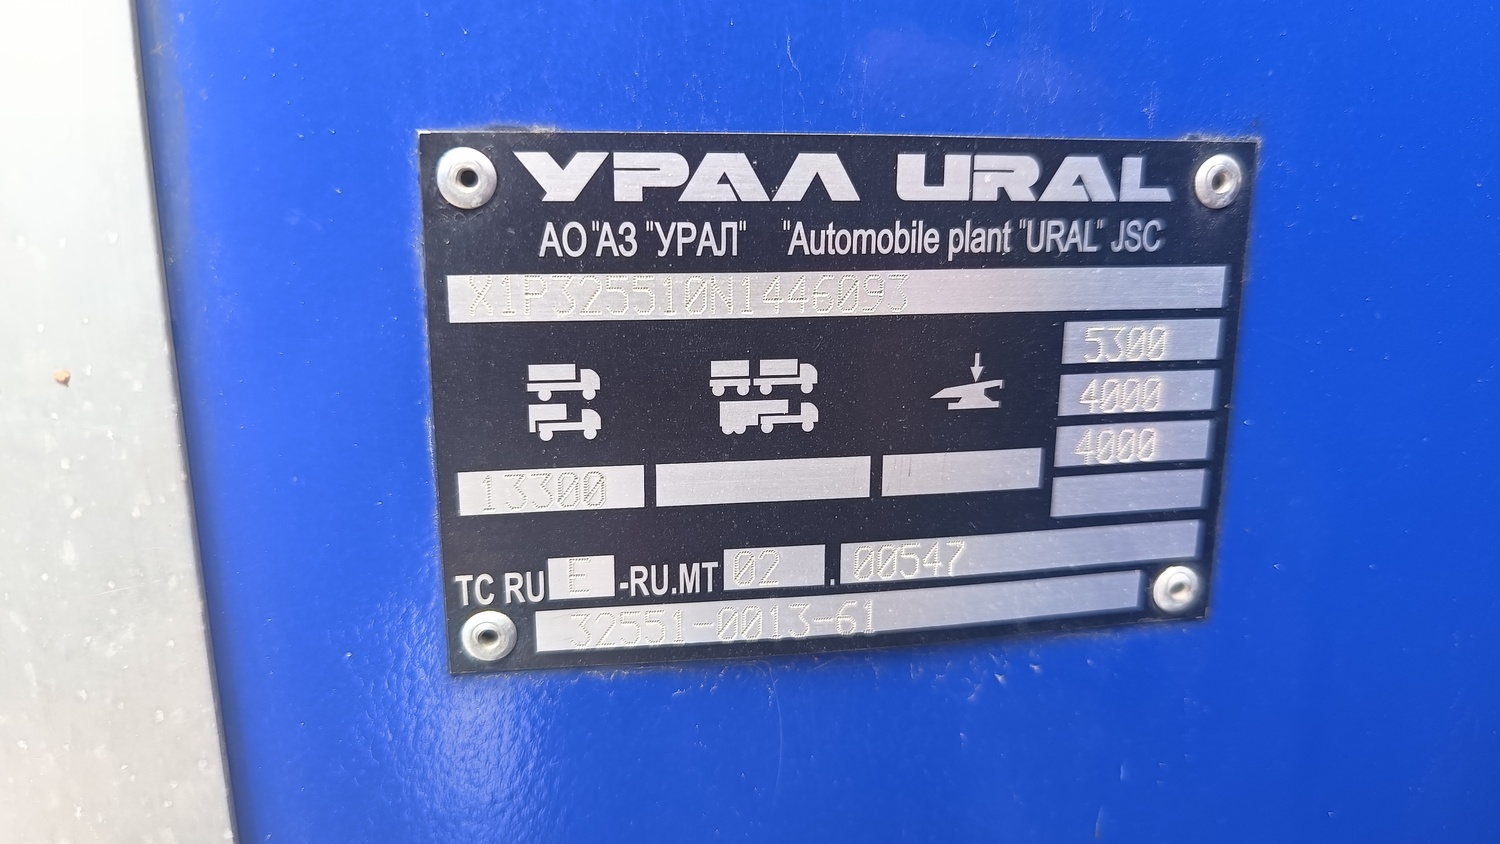 УРАЛ URAL
АО "АЗ "УРАЛ" "Automobile plant "URAL" JSC
X1P325510N1446093
5300
4000
4000
13300
TC RU E -RU.MT 02 . 00547
32551-0013-61